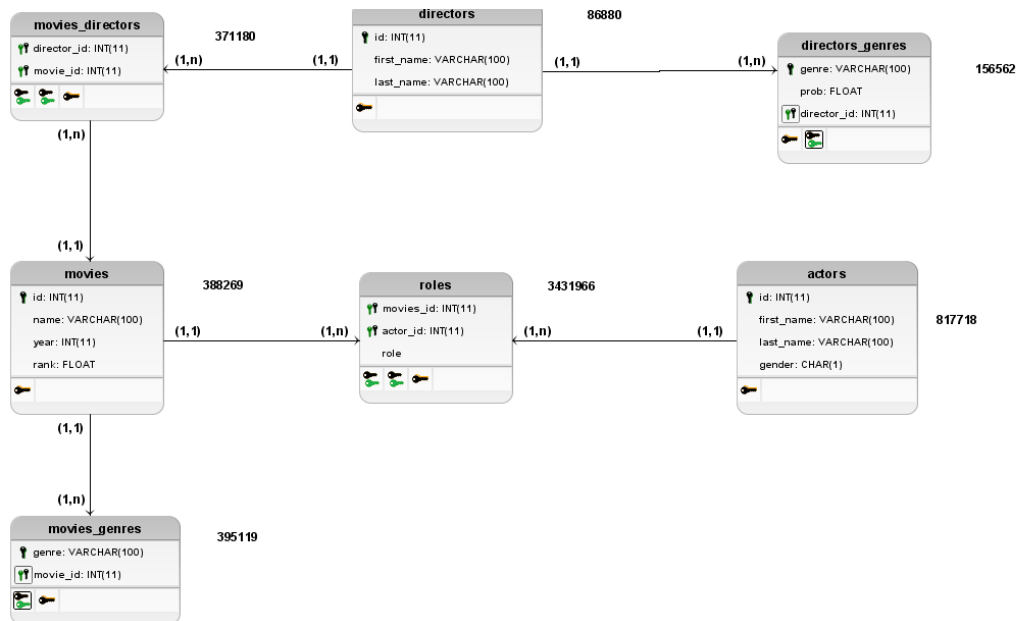 movies_directors
director_id: INT(11)
movie_id: INT(11)
371180
(1,n)
(1,1)
directors
id: INT(11)
first_name: VARCHAR(100)
last_name: VARCHAR(100)
86880
(1,1)
(1,n)
directors_genres
genre: VARCHAR(100)
prob: FLOAT
director_id: INT(11)
156562
(1,n)
(1,1)
movies
id: INT(11)
name: VARCHAR(100)
year: INT(11)
rank: FLOAT
388269
(1,1)
(1,n)
roles
movies_id: INT(11)
actor_id: INT(11)
role
3431966
(1,n)
(1,1)
actors
id: INT(11)
first_name: VARCHAR(100)
last_name: VARCHAR(100)
gender: CHAR(1)
817718
(1,1)
(1,n)
movies_genres
genre: VARCHAR(100)
movie_id: INT(11)
395119